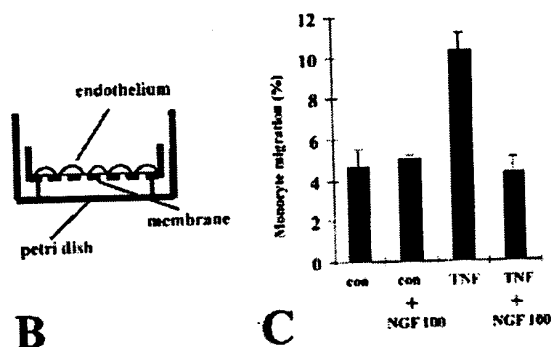 endothelium
membrane
petri dish
B
Monocyte migration (%)
12
10
8
6
4
2
0
con
con
+
NGF 100
TNF
TNF
+
NGF 100
C